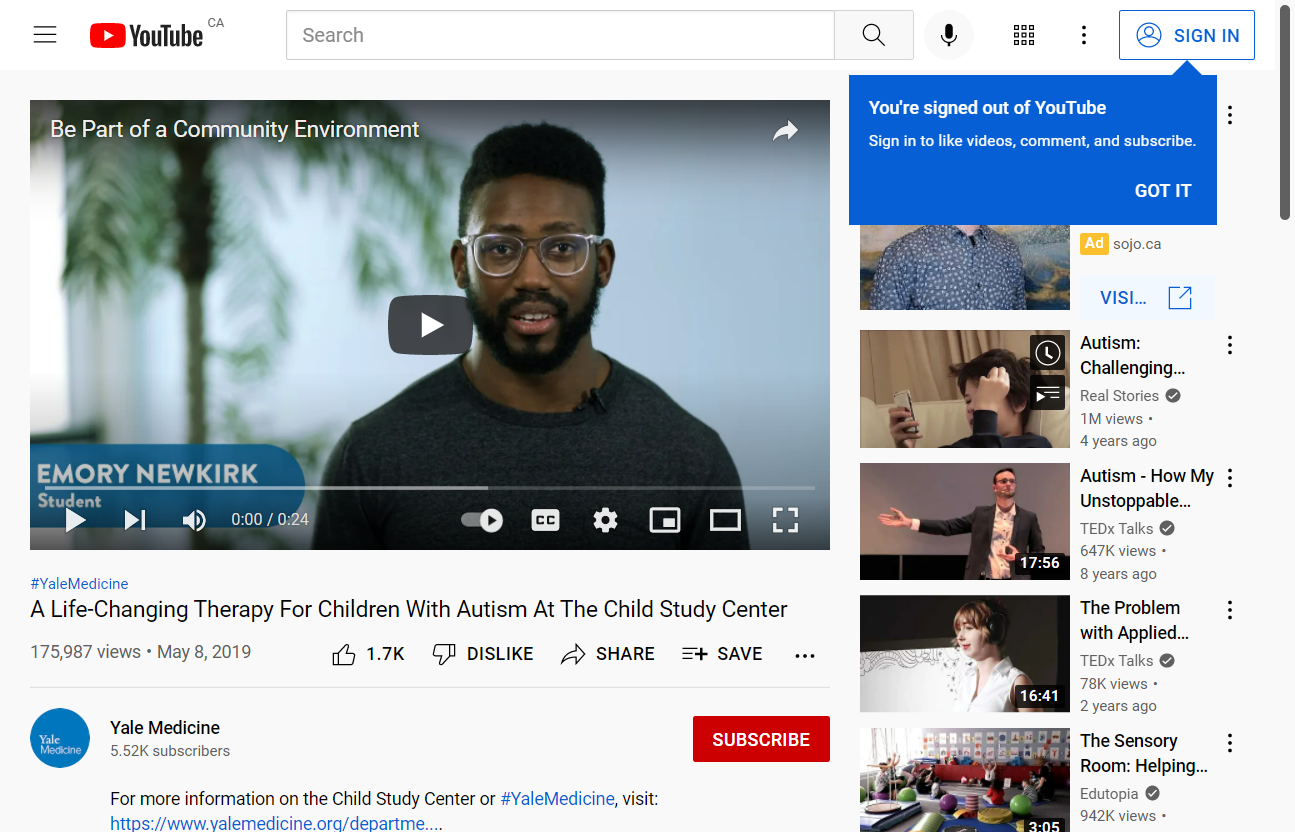 YouTube CA
Search
SIGN IN
You're signed out of YouTube
Sign in to like videos, comment, and subscribe.
GOT IT
Be Part of a Community Environment
EMORY NEWKIRK
Student
0:00 / 0:24
CC
#YaleMedicine
A Life-Changing Therapy For Children With Autism At The Child Study Center
175,987 views • May 8, 2019
1.7K
DISLIKE
SHARE
SAVE
Yale Medicine
Yale Medicine
5.52K subscribers
SUBSCRIBE
For more information on the Child Study Center or #YaleMedicine, visit:
https://www.yalemedicine.org/departme....
Ad sojo.ca
VISI...
Autism:
Challenging...
Real Stories
1M views •
4 years ago
Autism - How My
Unstoppable...
TEDx Talks
647K views •
8 years ago
17:56
The Problem
with Applied...
TEDx Talks
78K views •
2 years ago
16:41
The Sensory
Room: Helping...
Edutopia
942K views •
3:05